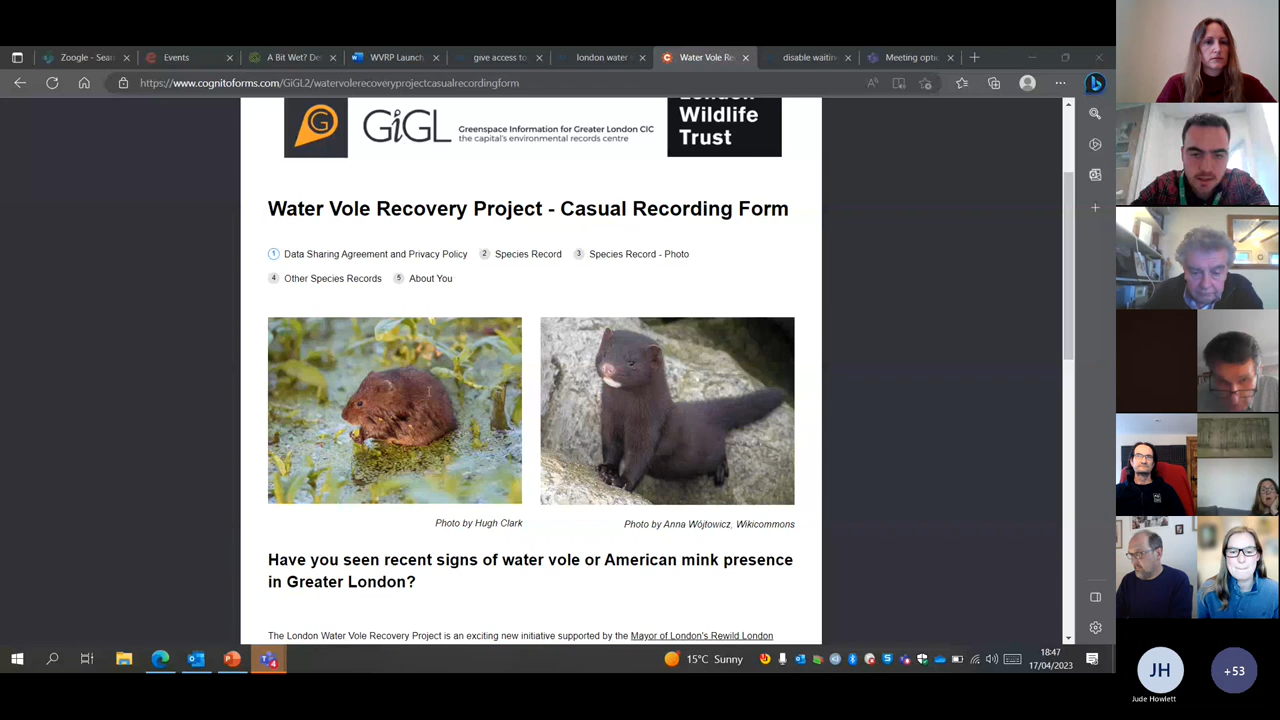 Zoogle - Sea
Events
A Bit Wet? De
WVRP Launch
give access to
london water
Water Vole Re
disable waitin
Meeting opti
https://www.cognitoforms.com/GiGL2/watervolerecoveryprojectcasualrecordingform
G
GiGL
Greenspace Information for Greater London CIC
the capital's environmental records centre
London
Wildlife
Trust
Water Vole Recovery Project - Casual Recording Form
1 Data Sharing Agreement and Privacy Policy 2 Species Record 3 Species Record - Photo
4 Other Species Records 5 About You
Photo by Hugh Clark
Photo by Anna Wójtowicz, Wikicommons
Have you seen recent signs of water vole or American mink presence
in Greater London?
The London Water Vole Recovery Project is an exciting new initiative supported by the Mayor of London's Rewild London
15°C Sunny
18:47
17/04/2023
JH
Jude Howlett
+53